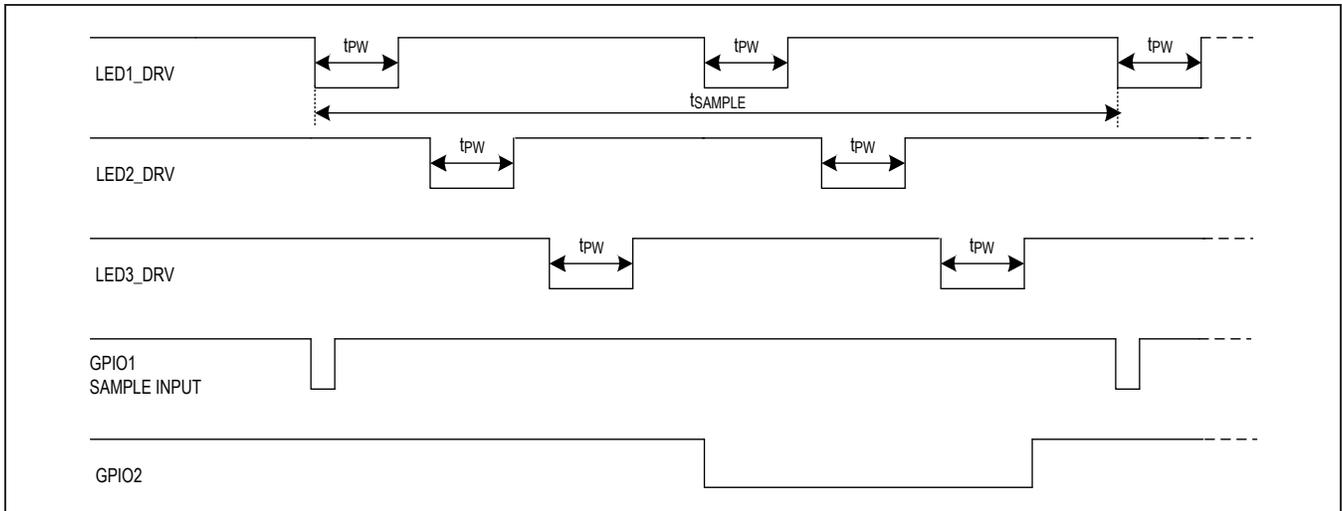 tPW tPW tPW
LED1_DRV
tSAMPLE
tPW tPW
LED2_DRV
tPW tPW
LED3_DRV
GPIO1
SAMPLE INPUT
GPIO2